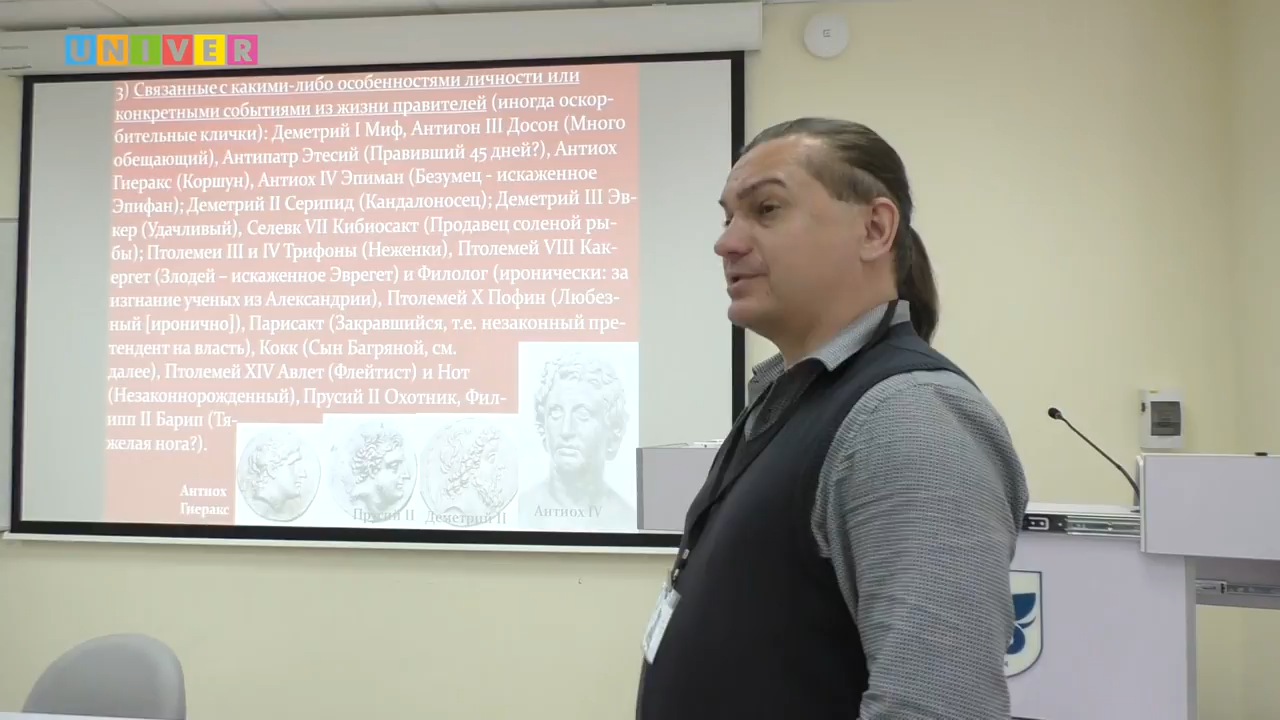 UNIVER
3) Связанные с какими-либо особенностями личности или
конкретными событиями из жизни правителей (иногда оскор-
бительные клички): Деметрий I Миф, Антигон III Досон (Много
обещающий), Антипатр Этесий (Правивший 45 дней?), Антиох
Гиеракс (Коршун), Антиох IV Эпиман (Безумец - искаженное
Эпифан); Деметрий II Серипид (Кандалоносец); Деметрий III Эв-
кер (Удачливый), Селевк VII Кибиосакт (Продавец соленой ры-
бы); Птолемеи III и IV Трифоны (Неженки), Птолемей VIII Как-
ергет (Злодей – искаженное Эврегет) и Филолог (иронически: за
изгнание ученых из Александрии), Птолемей X Пофин (Любез-
ный [иронично]), Парисакт (Закравшийся, т.е. незаконный пре-
тендент на власть), Кокк (Сын Багряной, см.
далее), Птолемей XIV Авлет (Флейтист) и Нот
(Незаконнорожденный), Прусий II Охотник, Фил-
ипп II Барип (Тя-
желая нога?).
Антиох
Гиеракс
Прусий II
Деметрий II
Антиох IV